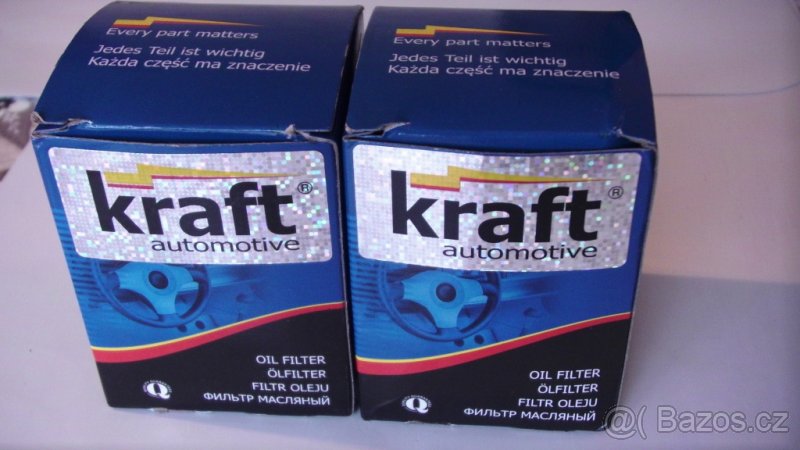 Every part matters
Jedes Teil ist wichtig
Każda część ma znaczenie
kraft®
automotive
OIL FILTER
ÖLFILTER
FILTR OLEJU
ФИЛЬТР МАСЛЯНЫЙ
Q
Every part matters
Jedes Teil ist wichtig
Każda część ma znaczenie
kraft®
automotive
OIL FILTER
ÖLFILTER
FILTR OLEJU
ФИЛЬТР МАСЛЯНЫЙ
Q
@( Bazos.cz